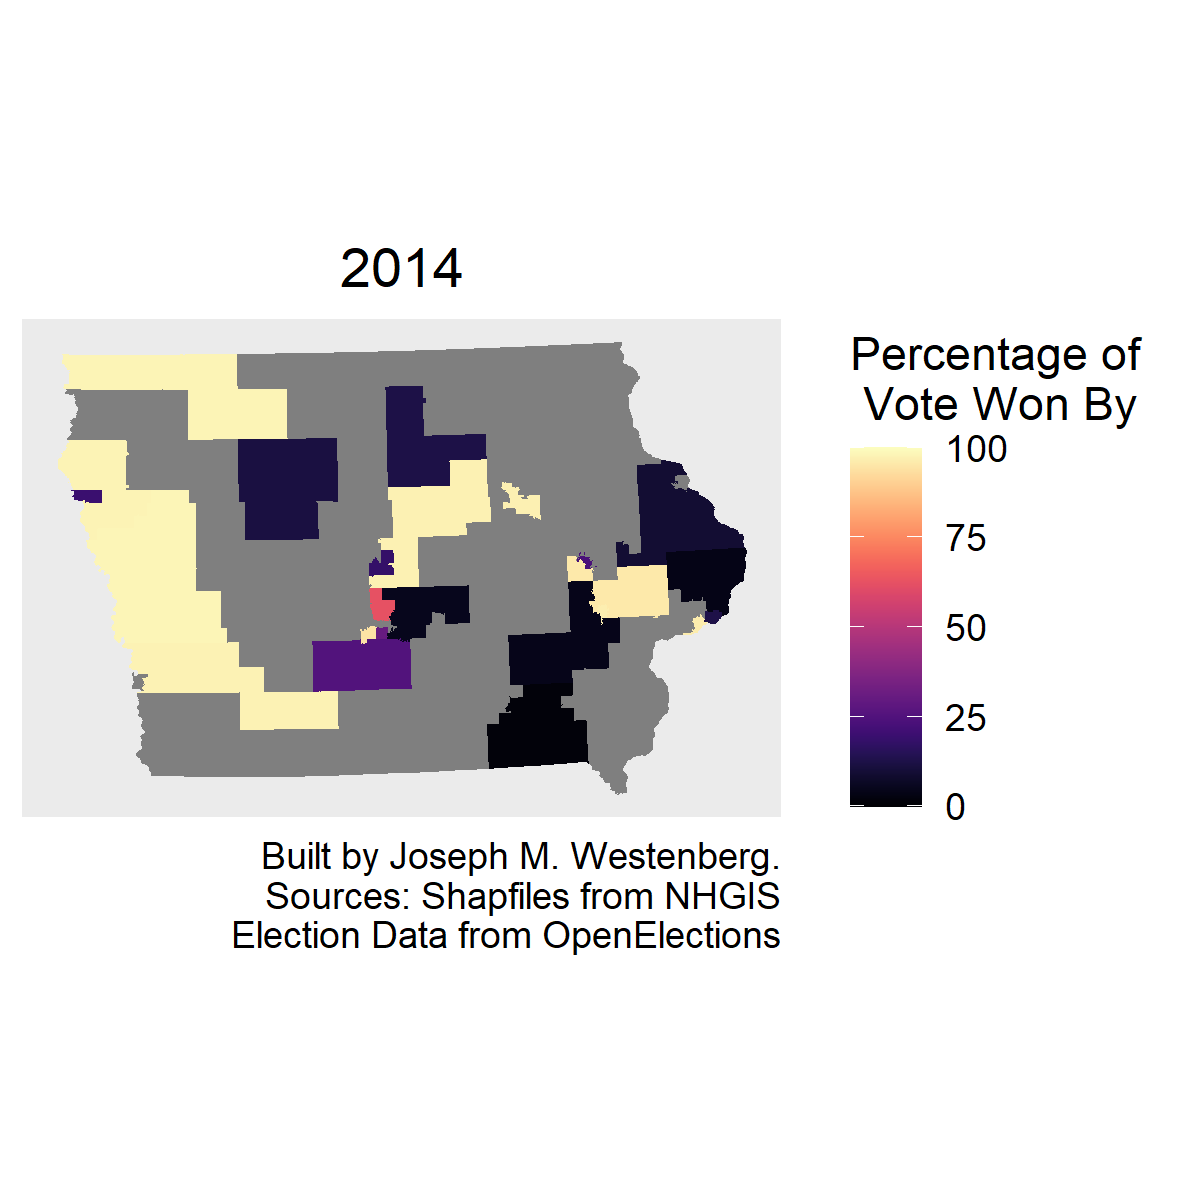 2014
Percentage of
Vote Won By
100
75
50
25
0
Built by Joseph M. Westenberg.
Sources: Shapfiles from NHGIS
Election Data from OpenElections